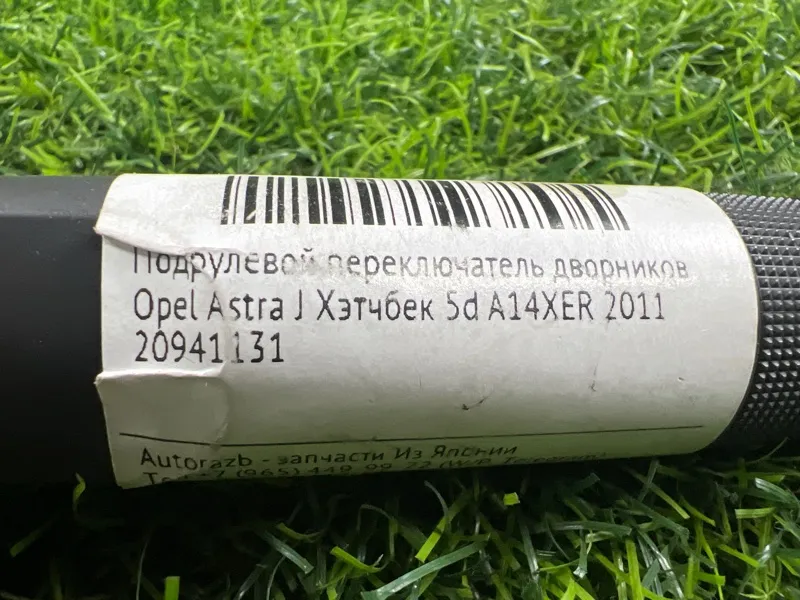 Подрулевой переключатель дворников
Opel Astra J Хэтчбек 5d A14XER 2011
20941131
Autorazb - запчасти Из Японии